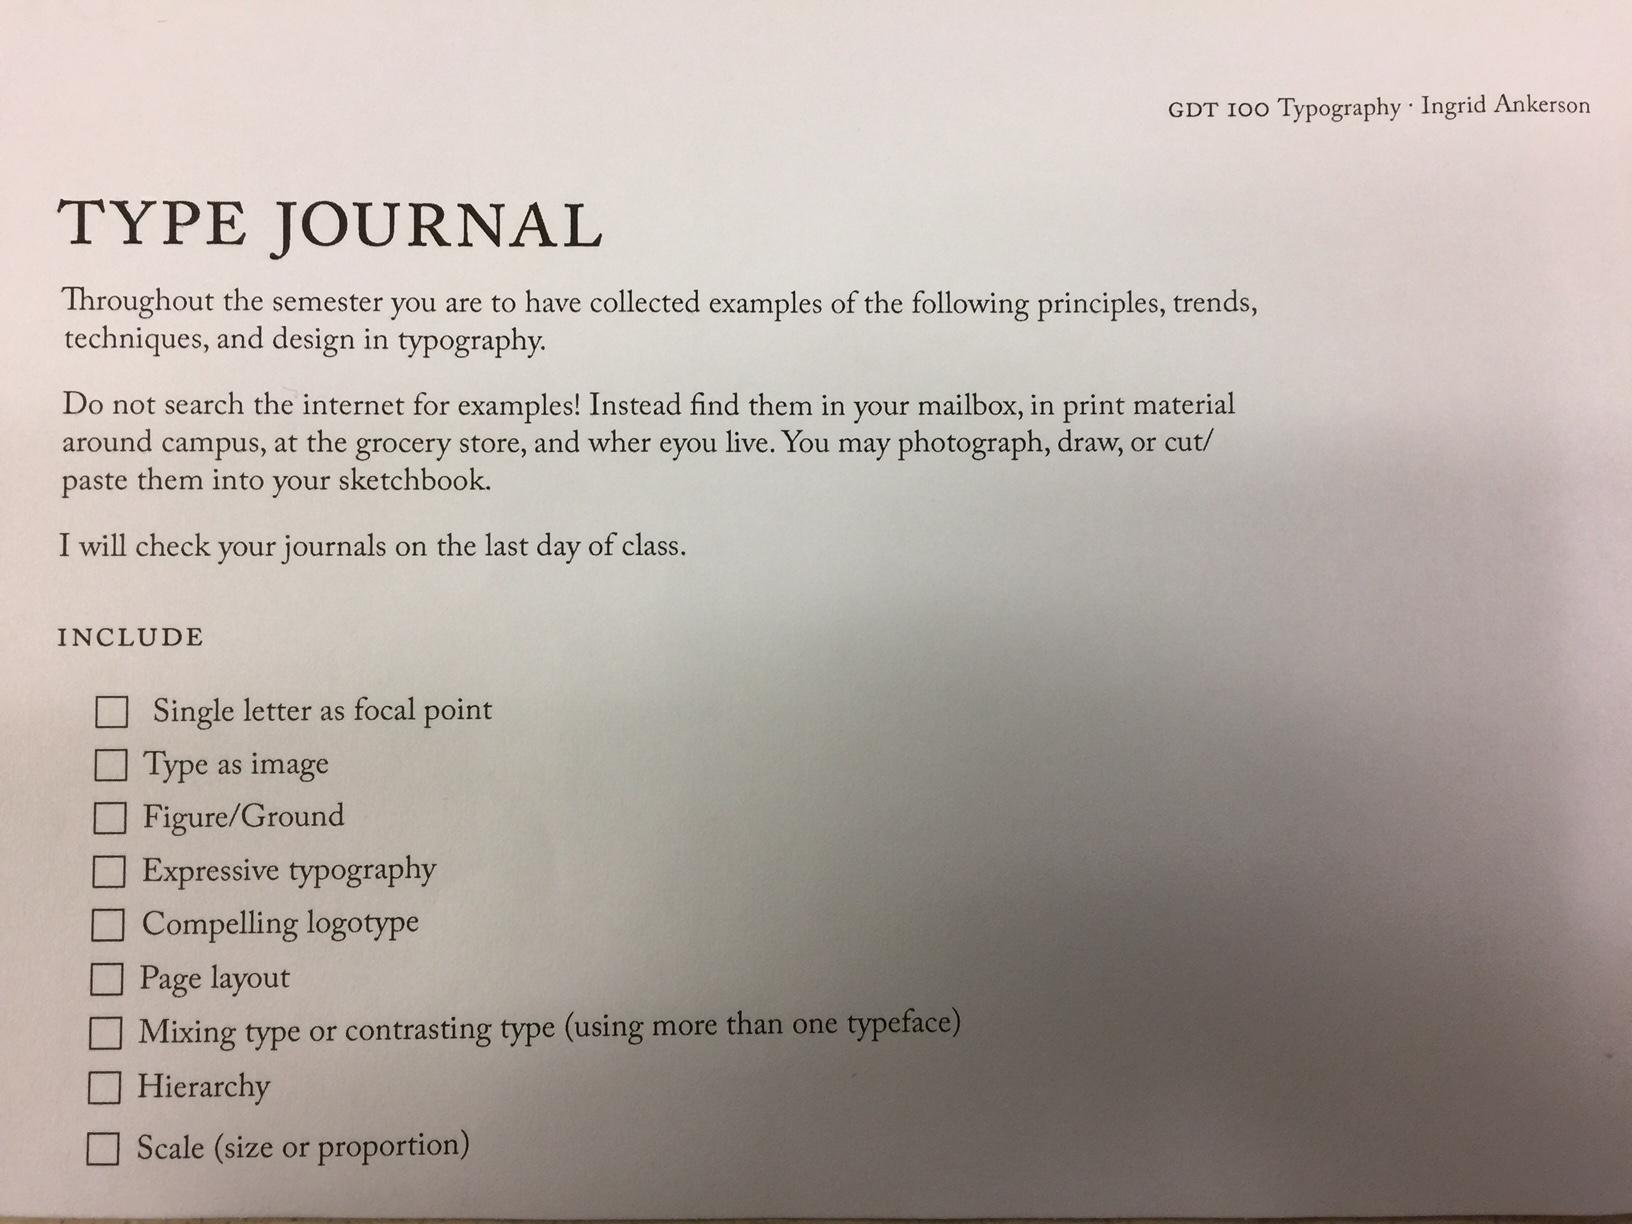 GDT 100 Typography · Ingrid Ankerson
TYPE JOURNAL
Throughout the semester you are to have collected examples of the following principles, trends,
techniques, and design in typography.
Do not search the internet for examples! Instead find them in your mailbox, in print material
around campus, at the grocery store, and wher eyou live. You may photograph, draw, or cut/
paste them into your sketchbook.
I will check your journals on the last day of class.
INCLUDE
Single letter as focal point
Type as image
Figure/Ground
Expressive typography
Compelling logotype
Page layout
Mixing type or contrasting type (using more than one typeface)
Hierarchy
Scale (size or proportion)